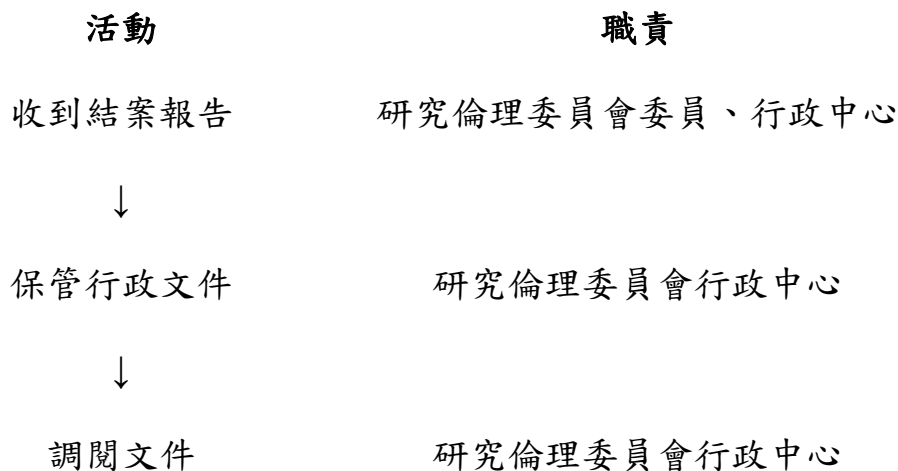 活動 職責
收到結案報告 研究倫理委員會委員、行政中心
↓
保管行政文件 研究倫理委員會行政中心
↓
調閱文件 研究倫理委員會行政中心